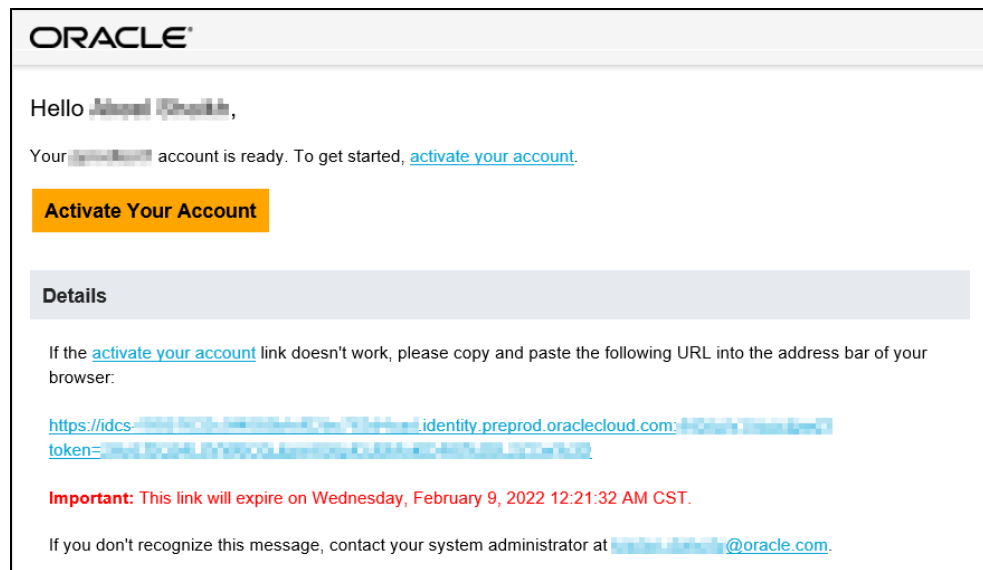 ORACLE®
Hello ,
Your account is ready. To get started, activate your account.
Activate Your Account
Details
If the activate your account link doesn't work, please copy and paste the following URL into the address bar of your
browser:
https://idcs- .identity.preprod.oraclecloud.com:
token=
Important: This link will expire on Wednesday, February 9, 2022 12:21:32 AM CST.
If you don't recognize this message, contact your system administrator at @oracle.com.